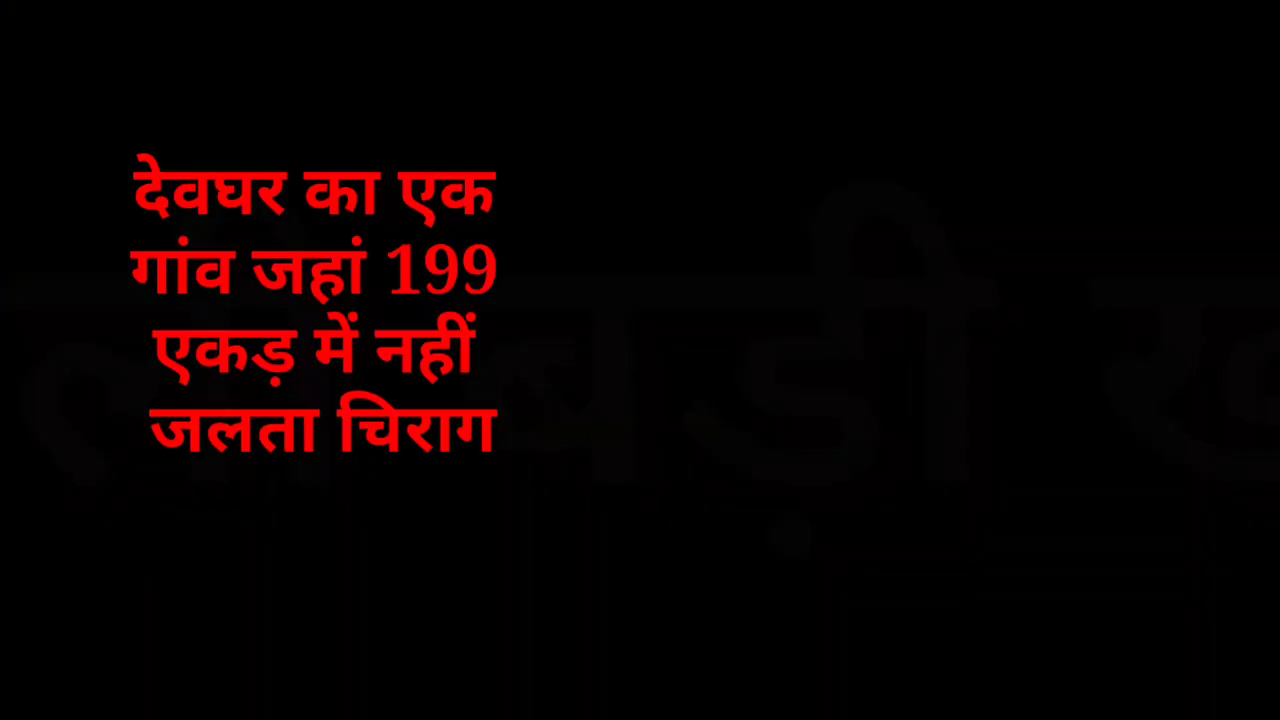 देवघर का एक
गांव जहां 199
एकड़ में नहीं
जलता चिराग